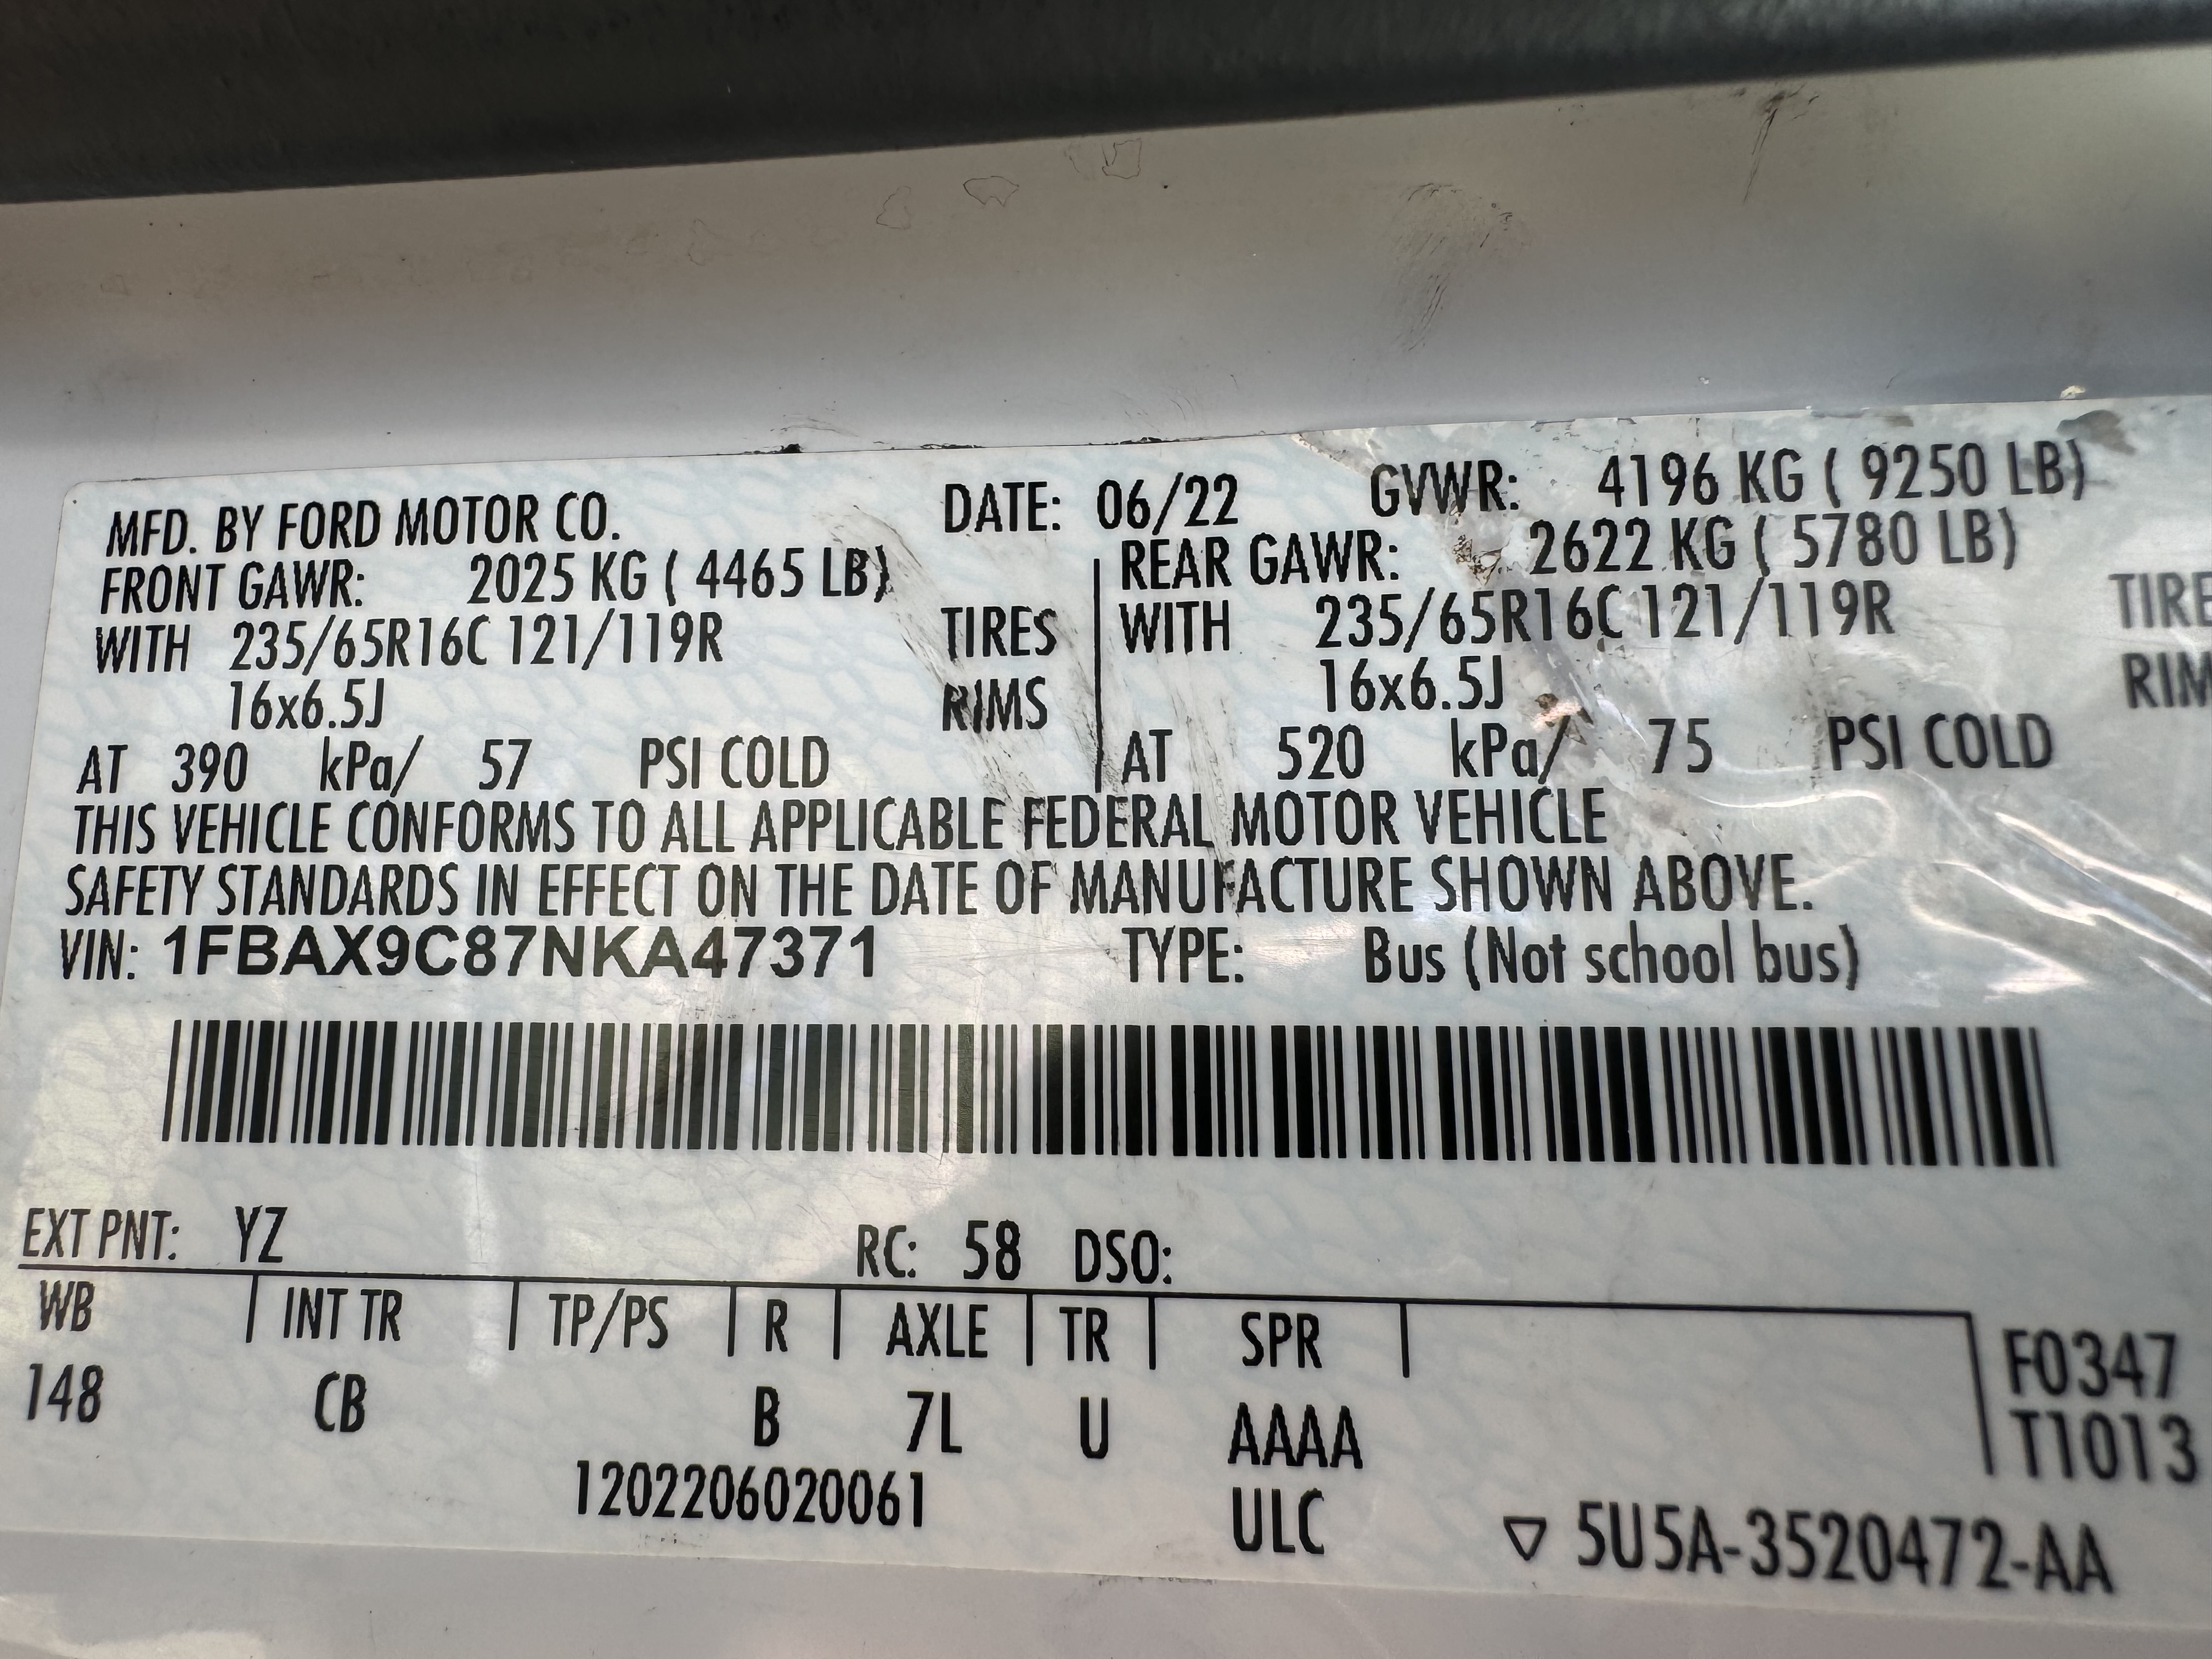 MFD. BY FORD MOTOR CO. DATE: 06/22 GVWR: 4196 KG ( 9250 LB)
FRONT GAWR: 2025 KG ( 4465 LB) REAR GAWR: 2622 KG ( 5780 LB)
WITH 235/65R16C 121/119R TIRES WITH 235/65R16C 121/119R TIRE
16x6.5J RIMS 16x6.5J RIM
AT 390 kPa/ 57 PSI COLD AT 520 kPa/ 75 PSI COLD
THIS VEHICLE CONFORMS TO ALL APPLICABLE FEDERAL MOTOR VEHICLE
SAFETY STANDARDS IN EFFECT ON THE DATE OF MANUFACTURE SHOWN ABOVE.
VIN: 1FBAX9C87NKA47371 TYPE: Bus (Not school bus)
EXT PNT: YZ RC: 58 DSO:
WB INT TR TP/PS R AXLE TR SPR F0347
148 CB B 7L U AAAA T1013
1202206020061 ULC ▽ 5U5A-3520472-AA